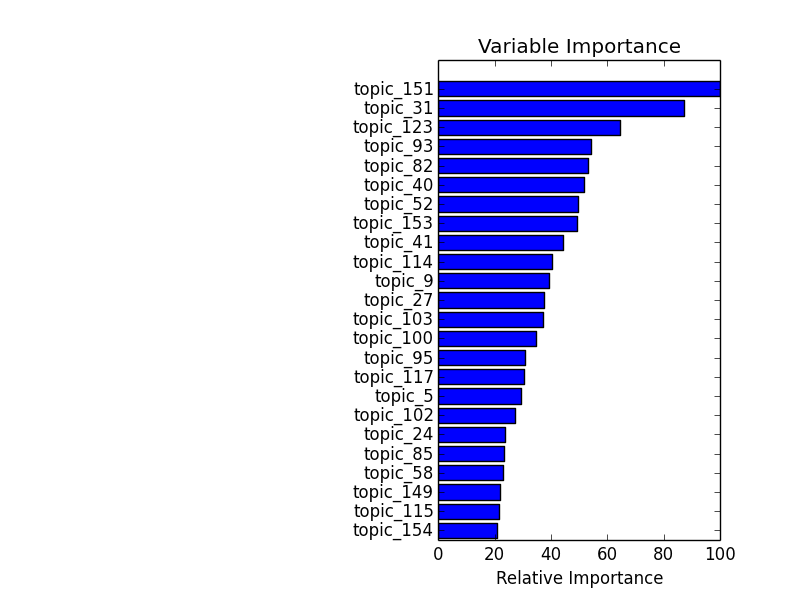 Variable Importance
topic_151
topic_31
topic_123
topic_93
topic_82
topic_40
topic_52
topic_153
topic_41
topic_114
topic_9
topic_27
topic_103
topic_100
topic_95
topic_117
topic_5
topic_102
topic_24
topic_85
topic_58
topic_149
topic_115
topic_154
0 20 40 60 80 100
Relative Importance